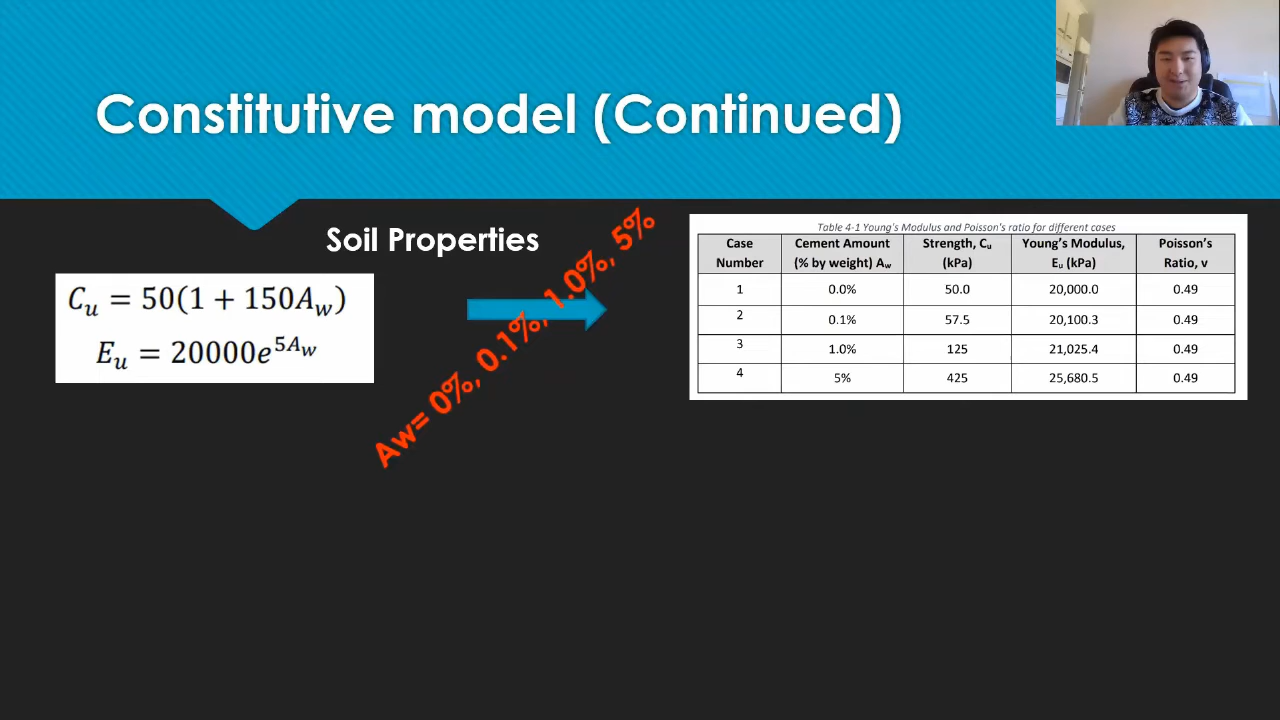 Constitutive model (Continued)
Soil Properties
C_u = 50(1 + 150A_w)
E_u = 20000e^{5A_w}
Aw= 0%, 0.1%, 1.0%, 5%
Table 4-1 Young's Modulus and Poisson's ratio for different cases
Case Number | Cement Amount (% by weight) A_w | Strength, C_u (kPa) | Young's Modulus, E_u (kPa) | Poisson's Ratio, ν
1 | 0.0% | 50.0 | 20,000.0 | 0.49
2 | 0.1% | 57.5 | 20,100.3 | 0.49
3 | 1.0% | 125 | 21,025.4 | 0.49
4 | 5% | 425 | 25,680.5 | 0.49